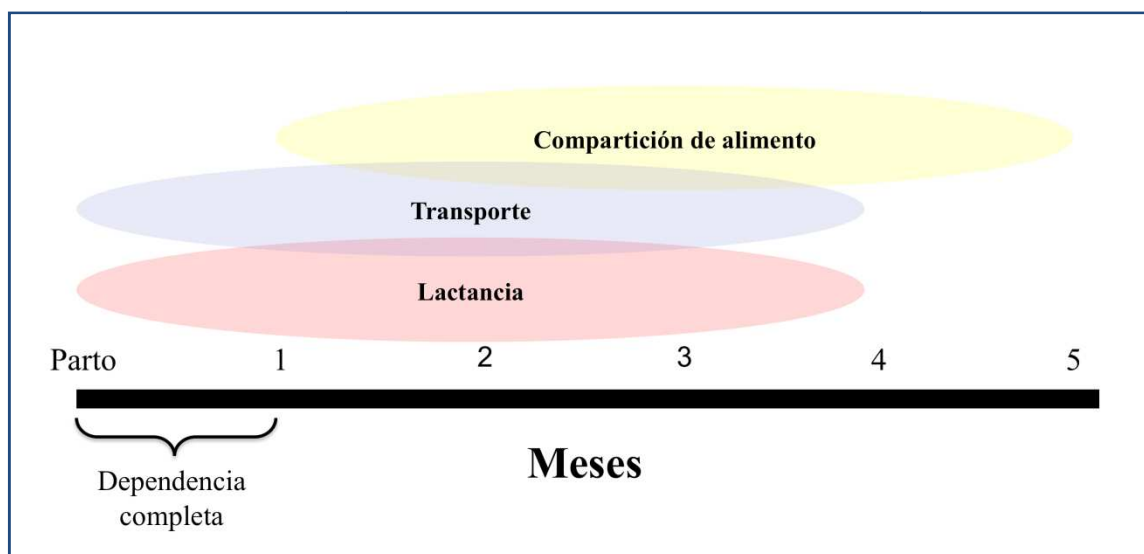 Compartición de alimento
Transporte
Lactancia
Parto 1 2 3 4 5
Meses
Dependencia
completa